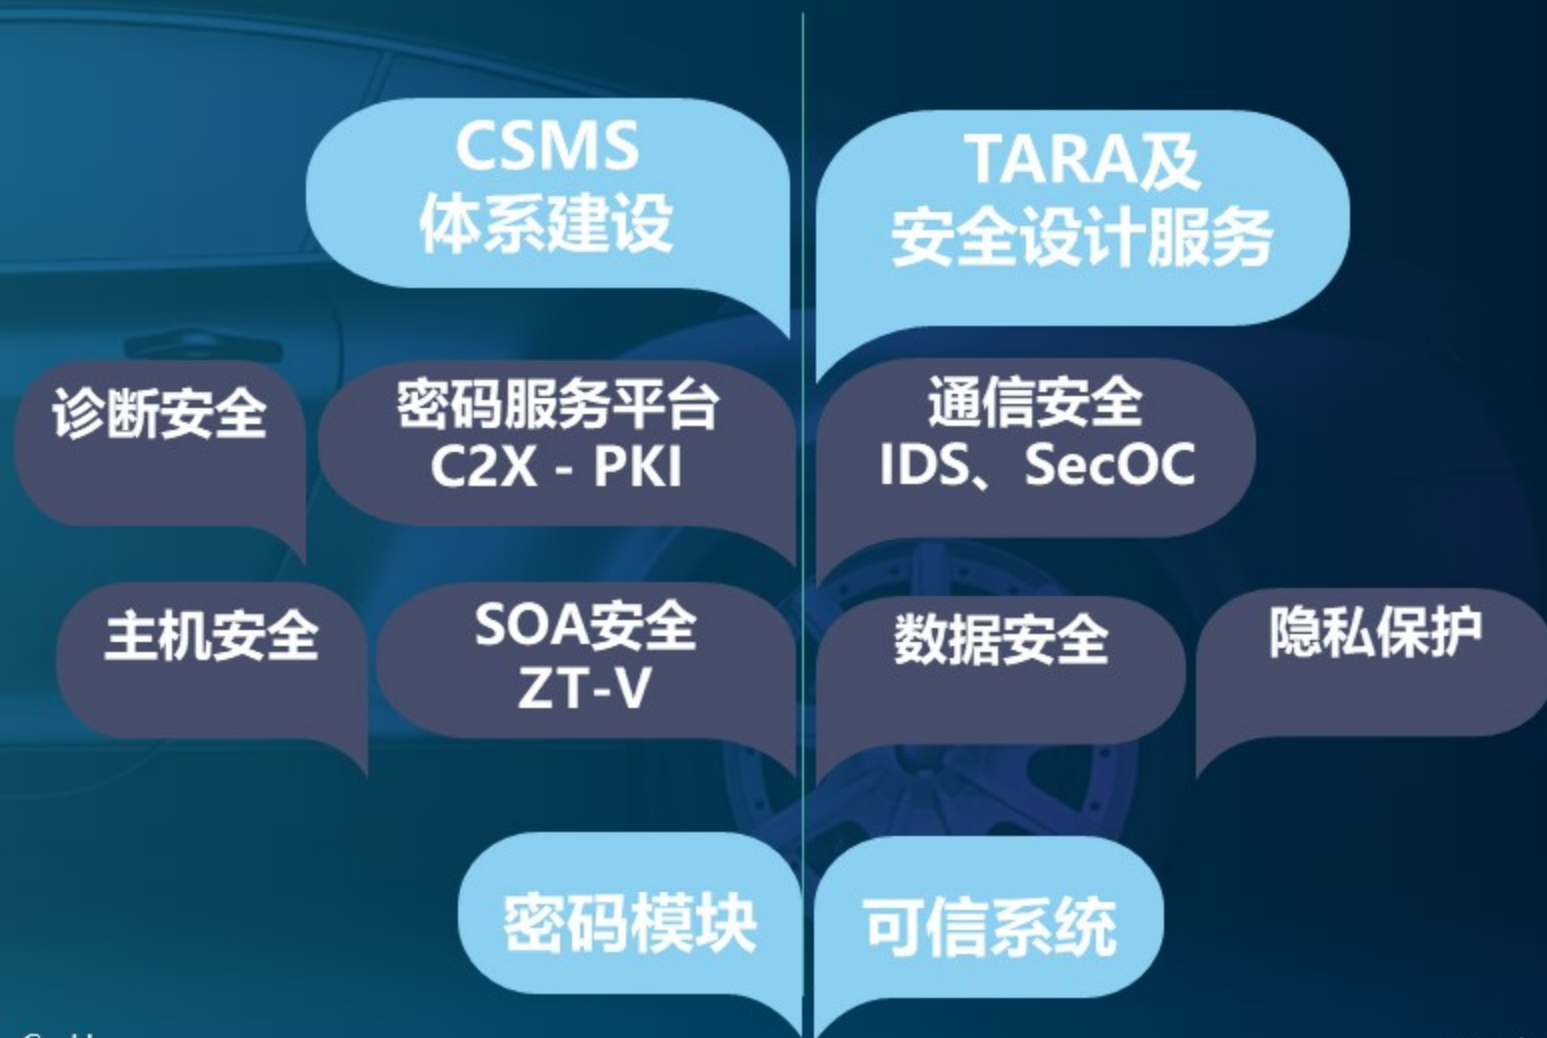 CSMS
体系建设
TARA及
安全设计服务
诊断安全
密码服务平台
C2X - PKI
通信安全
IDS、SecOC
主机安全
SOA安全
ZT-V
数据安全
隐私保护
密码模块
可信系统